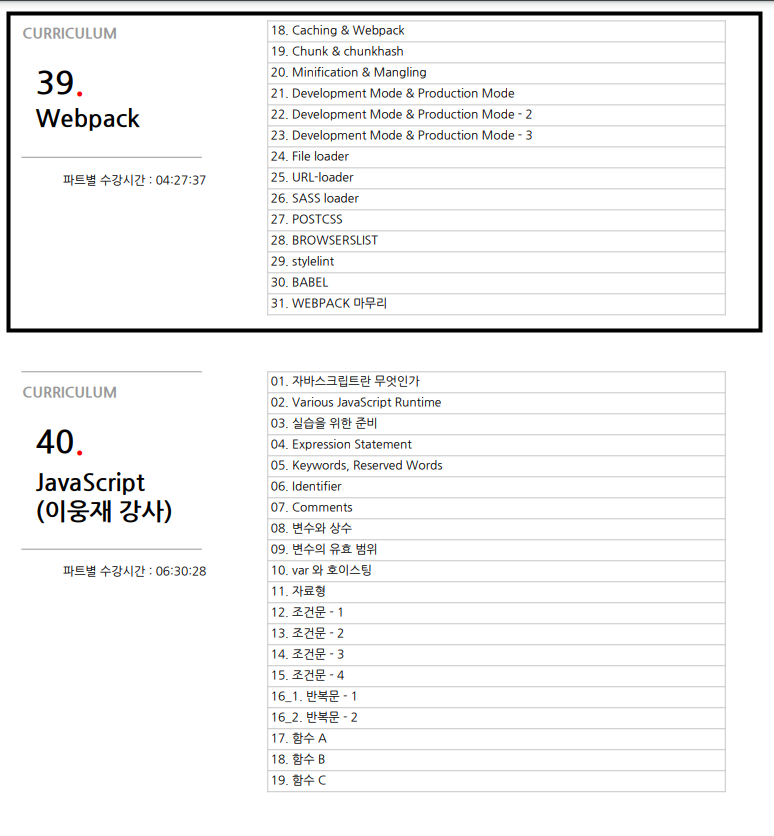 CURRICULUM
39.
Webpack
파트별 수강시간 : 04:27:37
18. Caching & Webpack
19. Chunk & chunkhash
20. Minification & Mangling
21. Development Mode & Production Mode
22. Development Mode & Production Mode - 2
23. Development Mode & Production Mode - 3
24. File loader
25. URL-loader
26. SASS loader
27. POSTCSS
28. BROWSERSLIST
29. stylelint
30. BABEL
31. WEBPACK 마무리
CURRICULUM
40.
JavaScript
(이웅재 강사)
파트별 수강시간 : 06:30:28
01. 자바스크립트란 무엇인가
02. Various JavaScript Runtime
03. 실습을 위한 준비
04. Expression Statement
05. Keywords, Reserved Words
06. Identifier
07. Comments
08. 변수와 상수
09. 변수의 유효 범위
10. var 와 호이스팅
11. 자료형
12. 조건문 - 1
13. 조건문 - 2
14. 조건문 - 3
15. 조건문 - 4
16_1. 반복문 - 1
16_2. 반복문 - 2
17. 함수 A
18. 함수 B
19. 함수 C